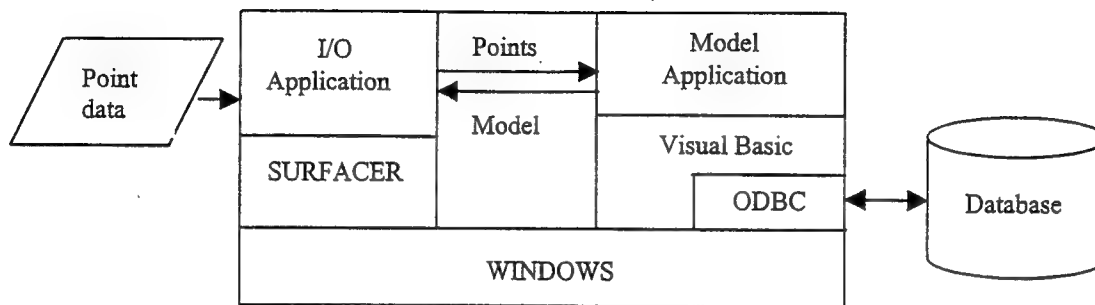 Point
data
I/O
Application
SURFACER
Points
Model
Model
Application
Visual Basic
ODBC
WINDOWS
Database